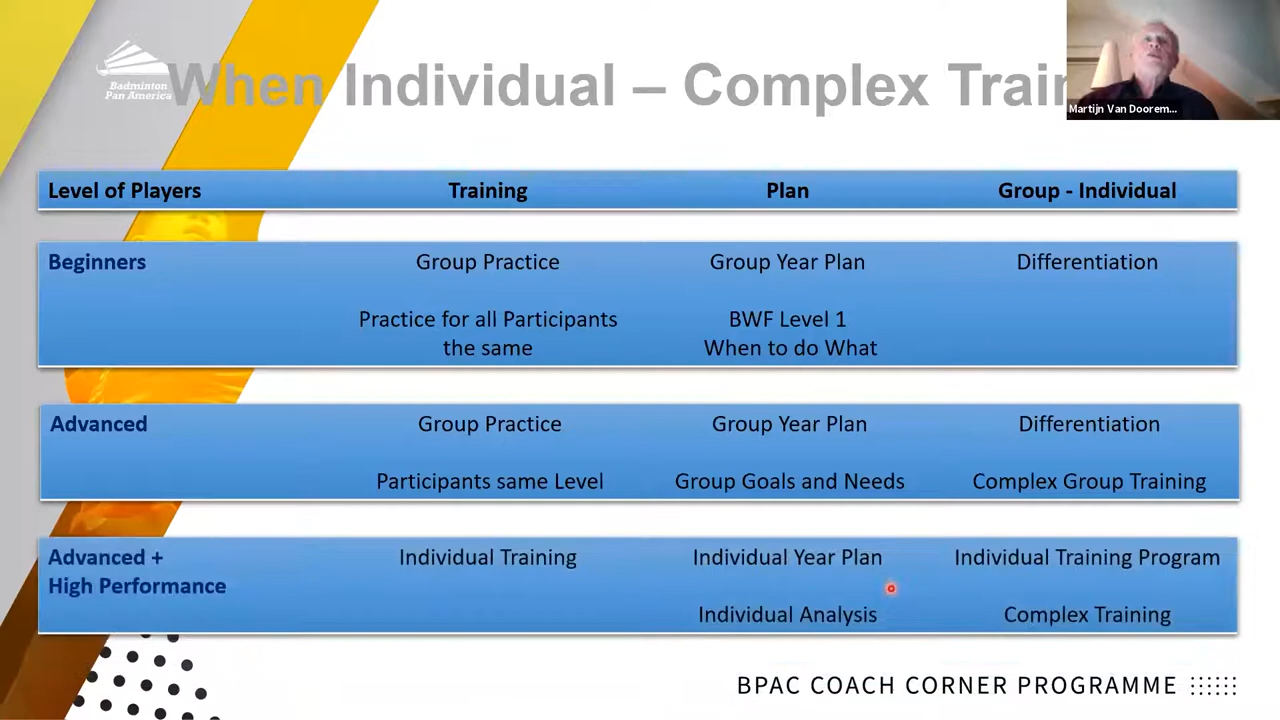 Badminton
Pan America
When Individual – Complex Train
Martijn Van Doorem...
Level of Players Training Plan Group - Individual
Beginners Group Practice Group Year Plan Differentiation
Practice for all Participants BWF Level 1
the same When to do What
Advanced Group Practice Group Year Plan Differentiation
Participants same Level Group Goals and Needs Complex Group Training
Advanced + Individual Training Individual Year Plan Individual Training Program
High Performance
Individual Analysis Complex Training
BPAC COACH CORNER PROGRAMME